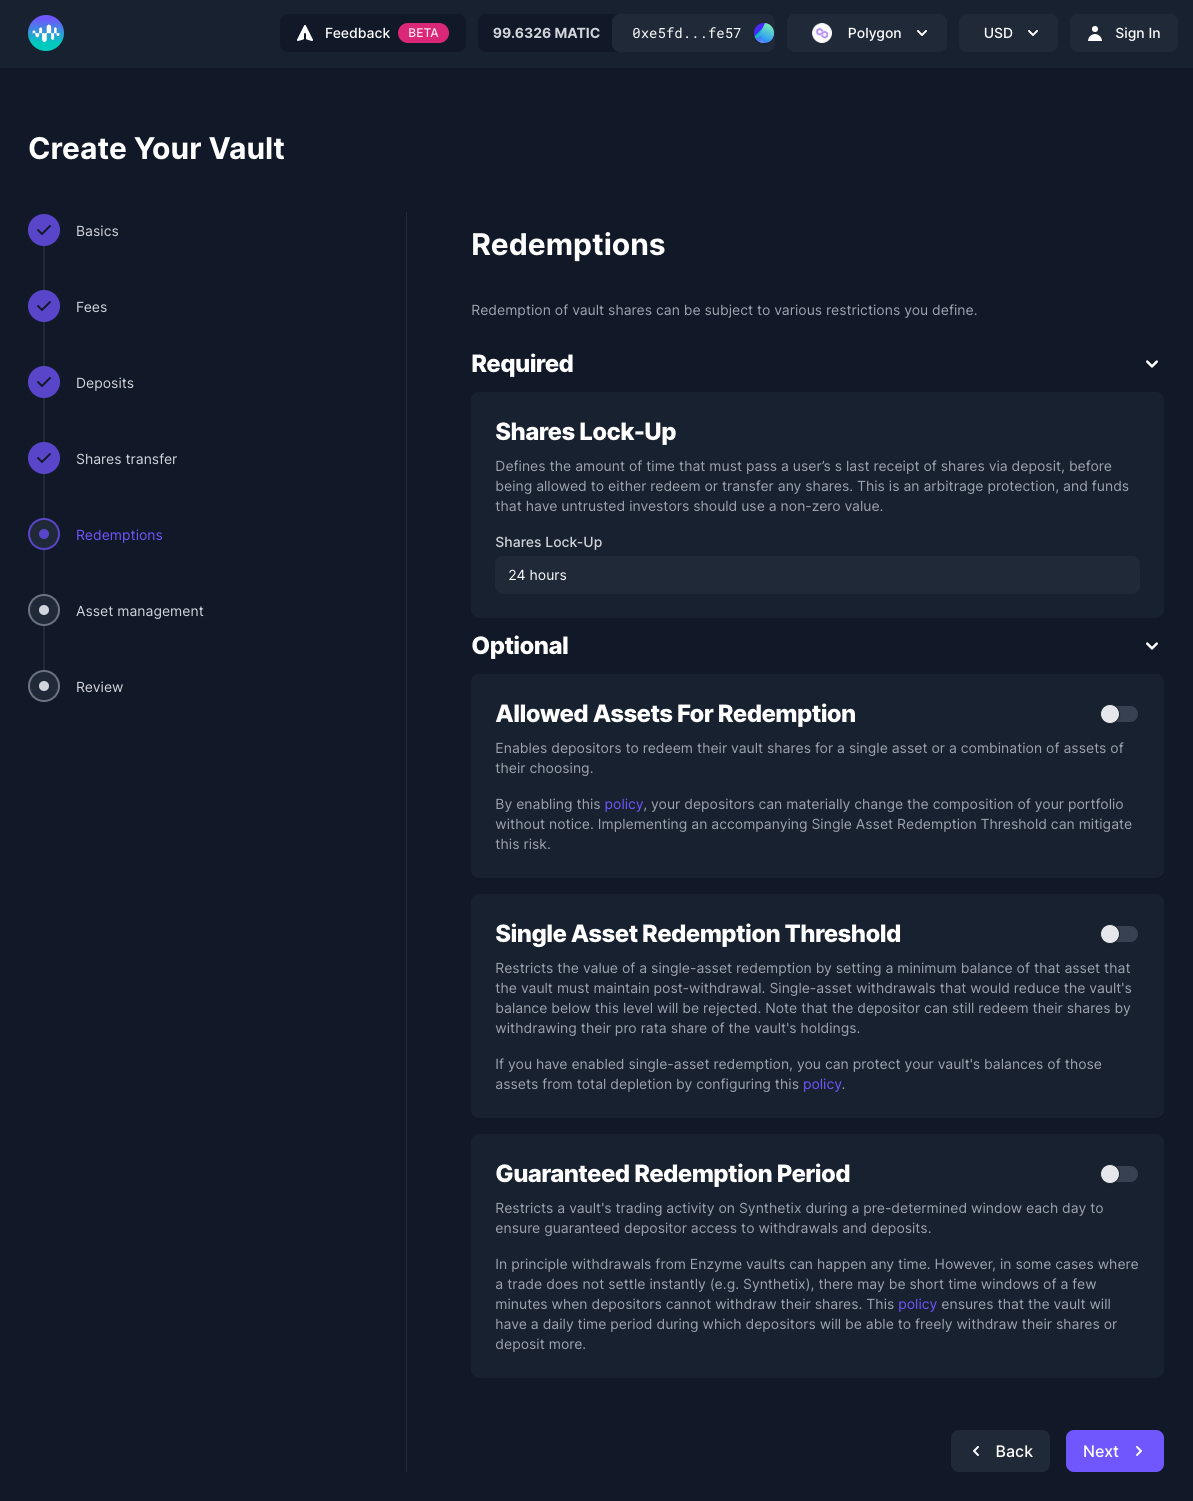 Feedback BETA 99.6326 MATIC 0xe5fd...fe57 Polygon USD Sign In
Create Your Vault
Basics
Fees
Deposits
Shares transfer
Redemptions
Asset management
Review
Redemptions
Redemption of vault shares can be subject to various restrictions you define.
Required
Shares Lock-Up
Defines the amount of time that must pass a user’s s last receipt of shares via deposit, before
being allowed to either redeem or transfer any shares. This is an arbitrage protection, and funds
that have untrusted investors should use a non-zero value.
Shares Lock-Up
24 hours
Optional
Allowed Assets For Redemption
Enables depositors to redeem their vault shares for a single asset or a combination of assets of
their choosing.
By enabling this policy, your depositors can materially change the composition of your portfolio
without notice. Implementing an accompanying Single Asset Redemption Threshold can mitigate
this risk.
Single Asset Redemption Threshold
Restricts the value of a single-asset redemption by setting a minimum balance of that asset that
the vault must maintain post-withdrawal. Single-asset withdrawals that would reduce the vault's
balance below this level will be rejected. Note that the depositor can still redeem their shares by
withdrawing their pro rata share of the vault's holdings.
If you have enabled single-asset redemption, you can protect your vault's balances of those
assets from total depletion by configuring this policy.
Guaranteed Redemption Period
Restricts a vault's trading activity on Synthetix during a pre-determined window each day to
ensure guaranteed depositor access to withdrawals and deposits.
In principle withdrawals from Enzyme vaults can happen any time. However, in some cases where
a trade does not settle instantly (e.g. Synthetix), there may be short time windows of a few
minutes when depositors cannot withdraw their shares. This policy ensures that the vault will
have a daily time period during which depositors will be able to freely withdraw their shares or
deposit more.
Back Next